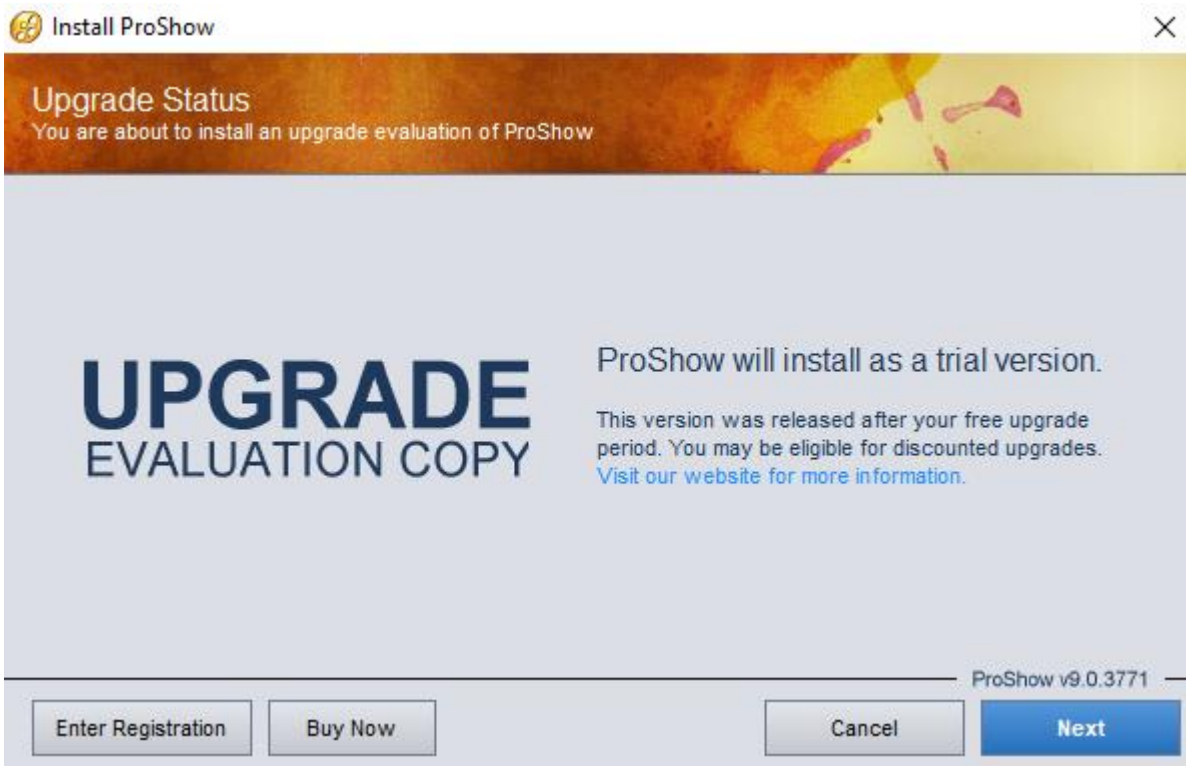 Install ProShow
Upgrade Status
You are about to install an upgrade evaluation of ProShow
UPGRADE
EVALUATION COPY
ProShow will install as a trial version.
This version was released after your free upgrade
period. You may be eligible for discounted upgrades.
Visit our website for more information.
ProShow v9.0.3771
Enter Registration
Buy Now
Cancel
Next